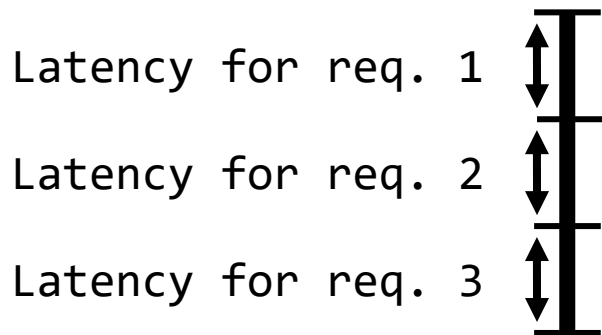 Latency for req. 1
Latency for req. 2
Latency for req. 3